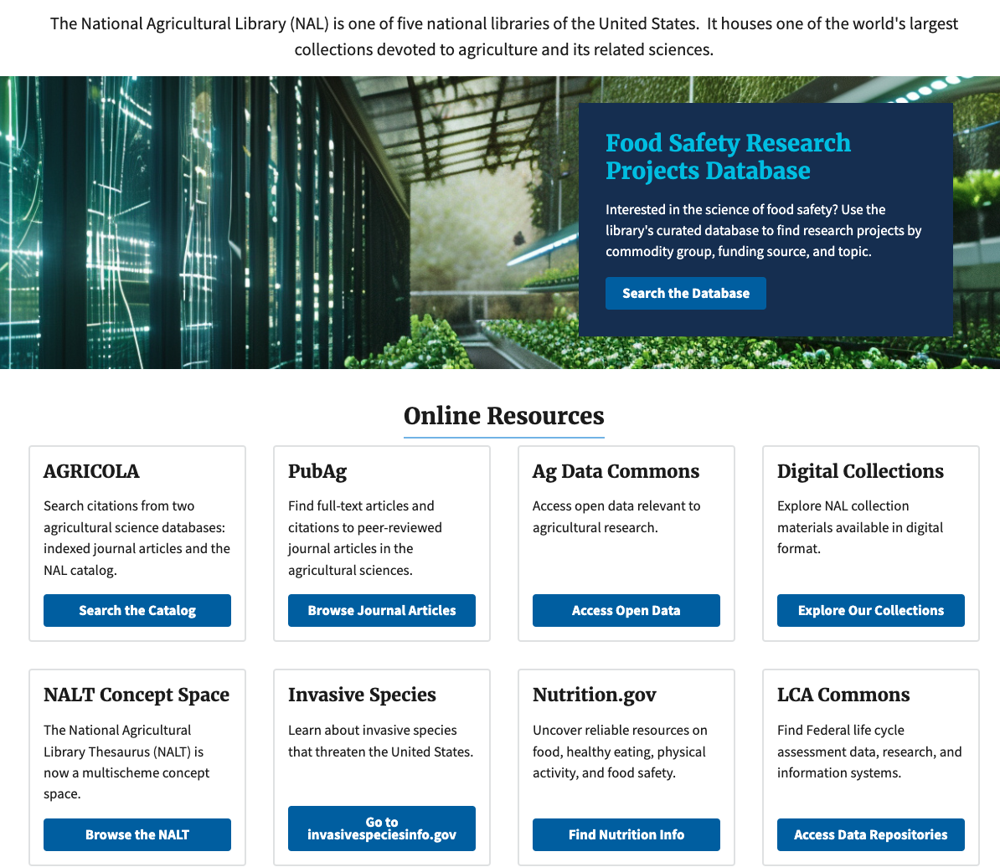 The National Agricultural Library (NAL) is one of five national libraries of the United States.  It houses one of the world's largest
collections devoted to agriculture and its related sciences.
Food Safety Research
Projects Database
Interested in the science of food safety? Use the
library's curated database to find research projects by
commodity group, funding source, and topic.
Search the Database
Online Resources
AGRICOLA
Search citations from two
agricultural science databases:
indexed journal articles and the
NAL catalog.
Search the Catalog
PubAg
Find full-text articles and
citations to peer-reviewed
journal articles in the
agricultural sciences.
Browse Journal Articles
Ag Data Commons
Access open data relevant to
agricultural research.
Access Open Data
Digital Collections
Explore NAL collection
materials available in digital
format.
Explore Our Collections
NALT Concept Space
The National Agricultural
Library Thesaurus (NALT) is
now a multischeme concept
space.
Browse the NALT
Invasive Species
Learn about invasive species
that threaten the United States.
Go to
invasivespeciesinfo.gov
Nutrition.gov
Uncover reliable resources on
food, healthy eating, physical
activity, and food safety.
Find Nutrition Info
LCA Commons
Find Federal life cycle
assessment data, research, and
information systems.
Access Data Repositories